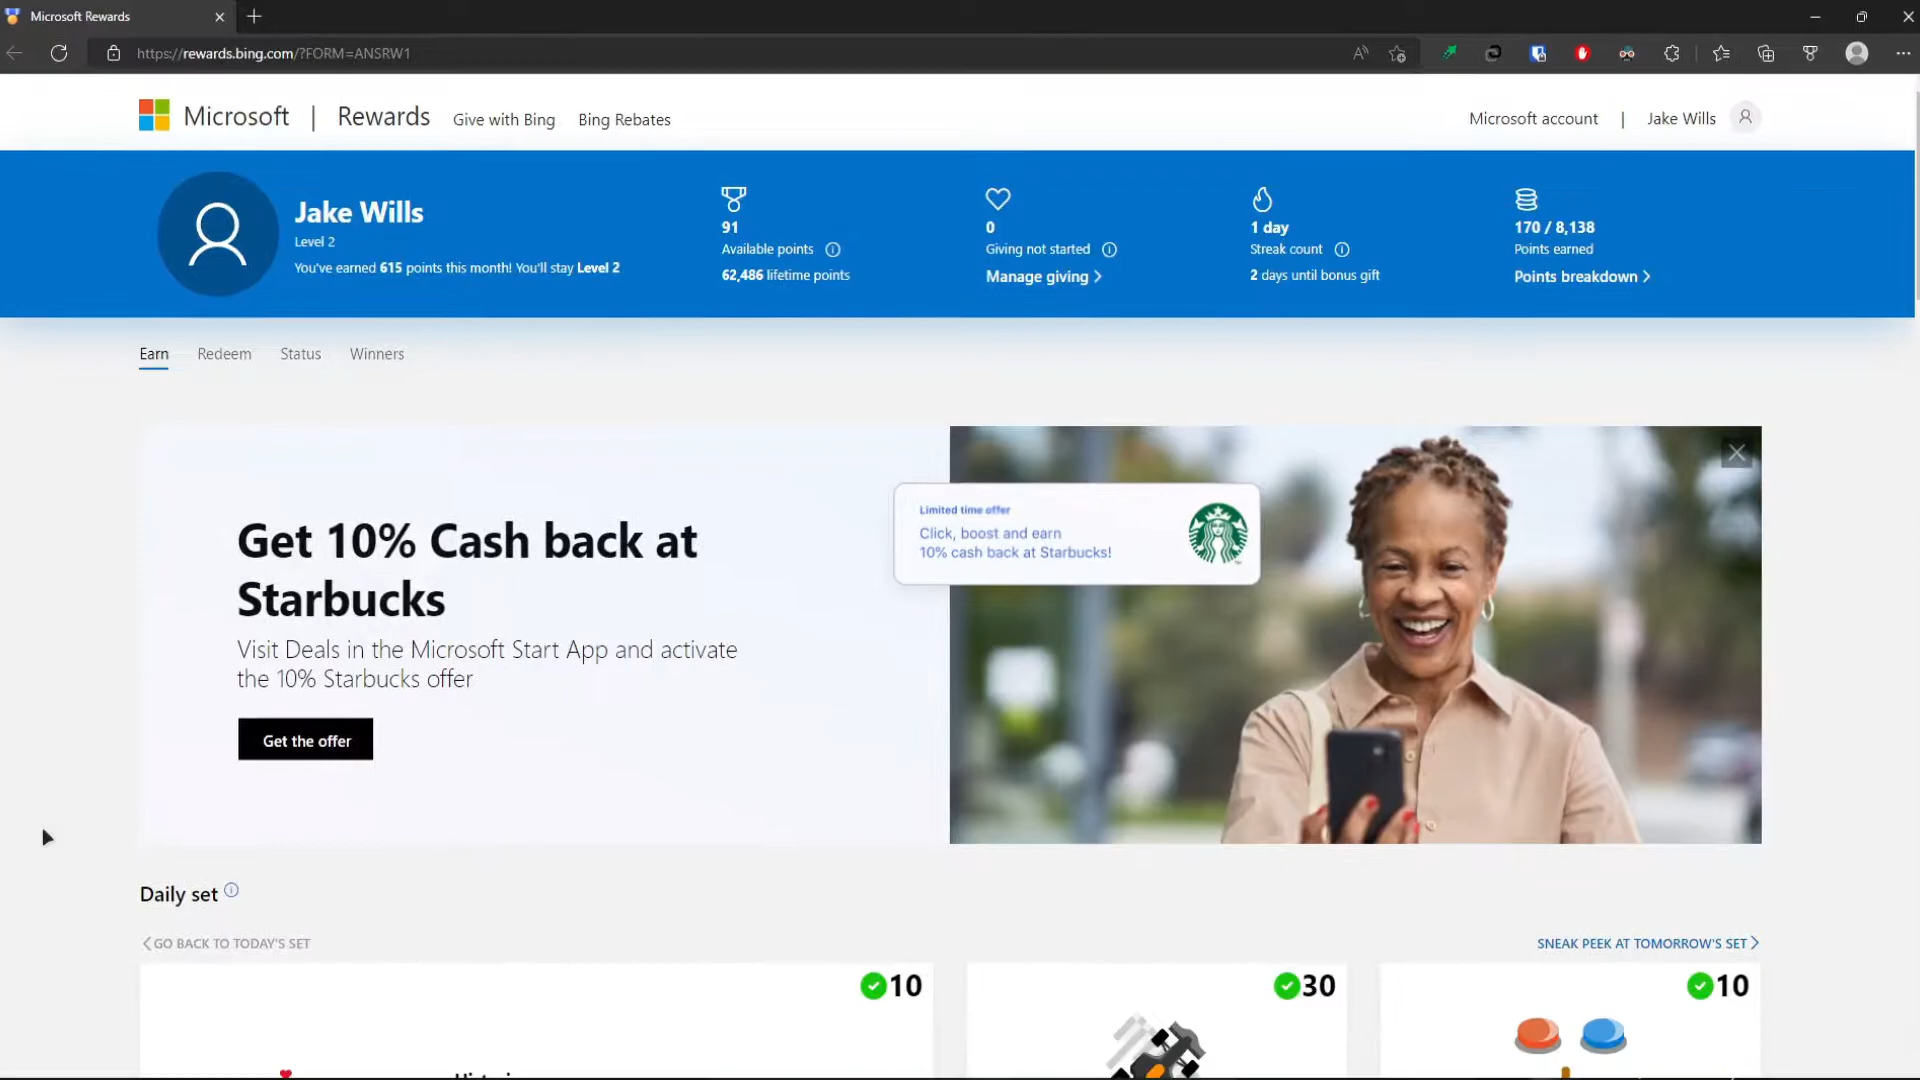 Microsoft Rewards
https://rewards.bing.com/?FORM=ANSRW1
Microsoft | Rewards Give with Bing Bing Rebates
Microsoft account | Jake Wills
Jake Wills
Level 2
You've earned 615 points this month! You'll stay Level 2
91
Available points
62,486 lifetime points
0
Giving not started
Manage giving >
1 day
Streak count
2 days until bonus gift
170 / 8,138
Points earned
Points breakdown >
Earn Redeem Status Winners
Get 10% Cash back at
Starbucks
Visit Deals in the Microsoft Start App and activate
the 10% Starbucks offer
Get the offer
Limited time offer
Click, boost and earn
10% cash back at Starbucks!
Daily set
<GO BACK TO TODAY'S SET
SNEAK PEEK AT TOMORROW'S SET >
10
30
10